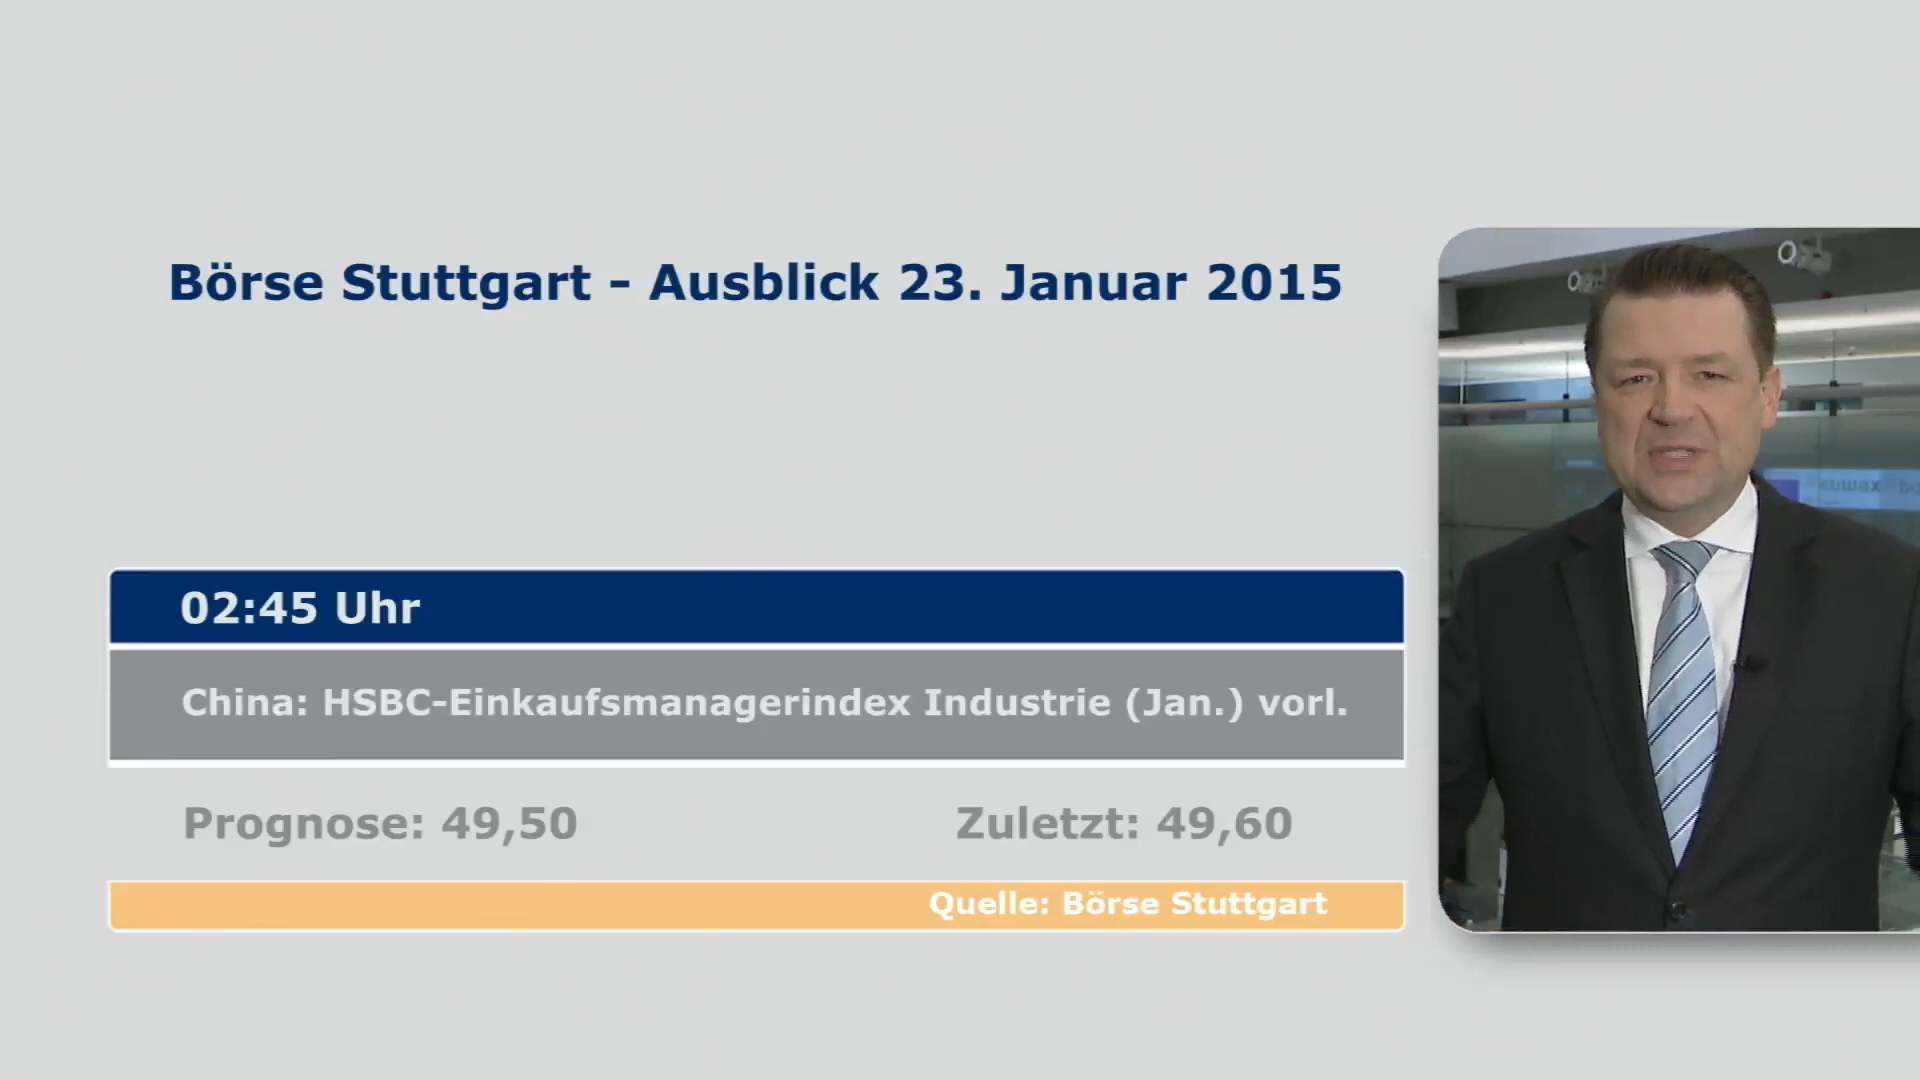 Börse Stuttgart - Ausblick 23. Januar 2015
02:45 Uhr
China: HSBC-Einkaufsmanagerindex Industrie (Jan.) vorl.
Prognose: 49,50
Zuletzt: 49,60
Quelle: Börse Stuttgart
euwax